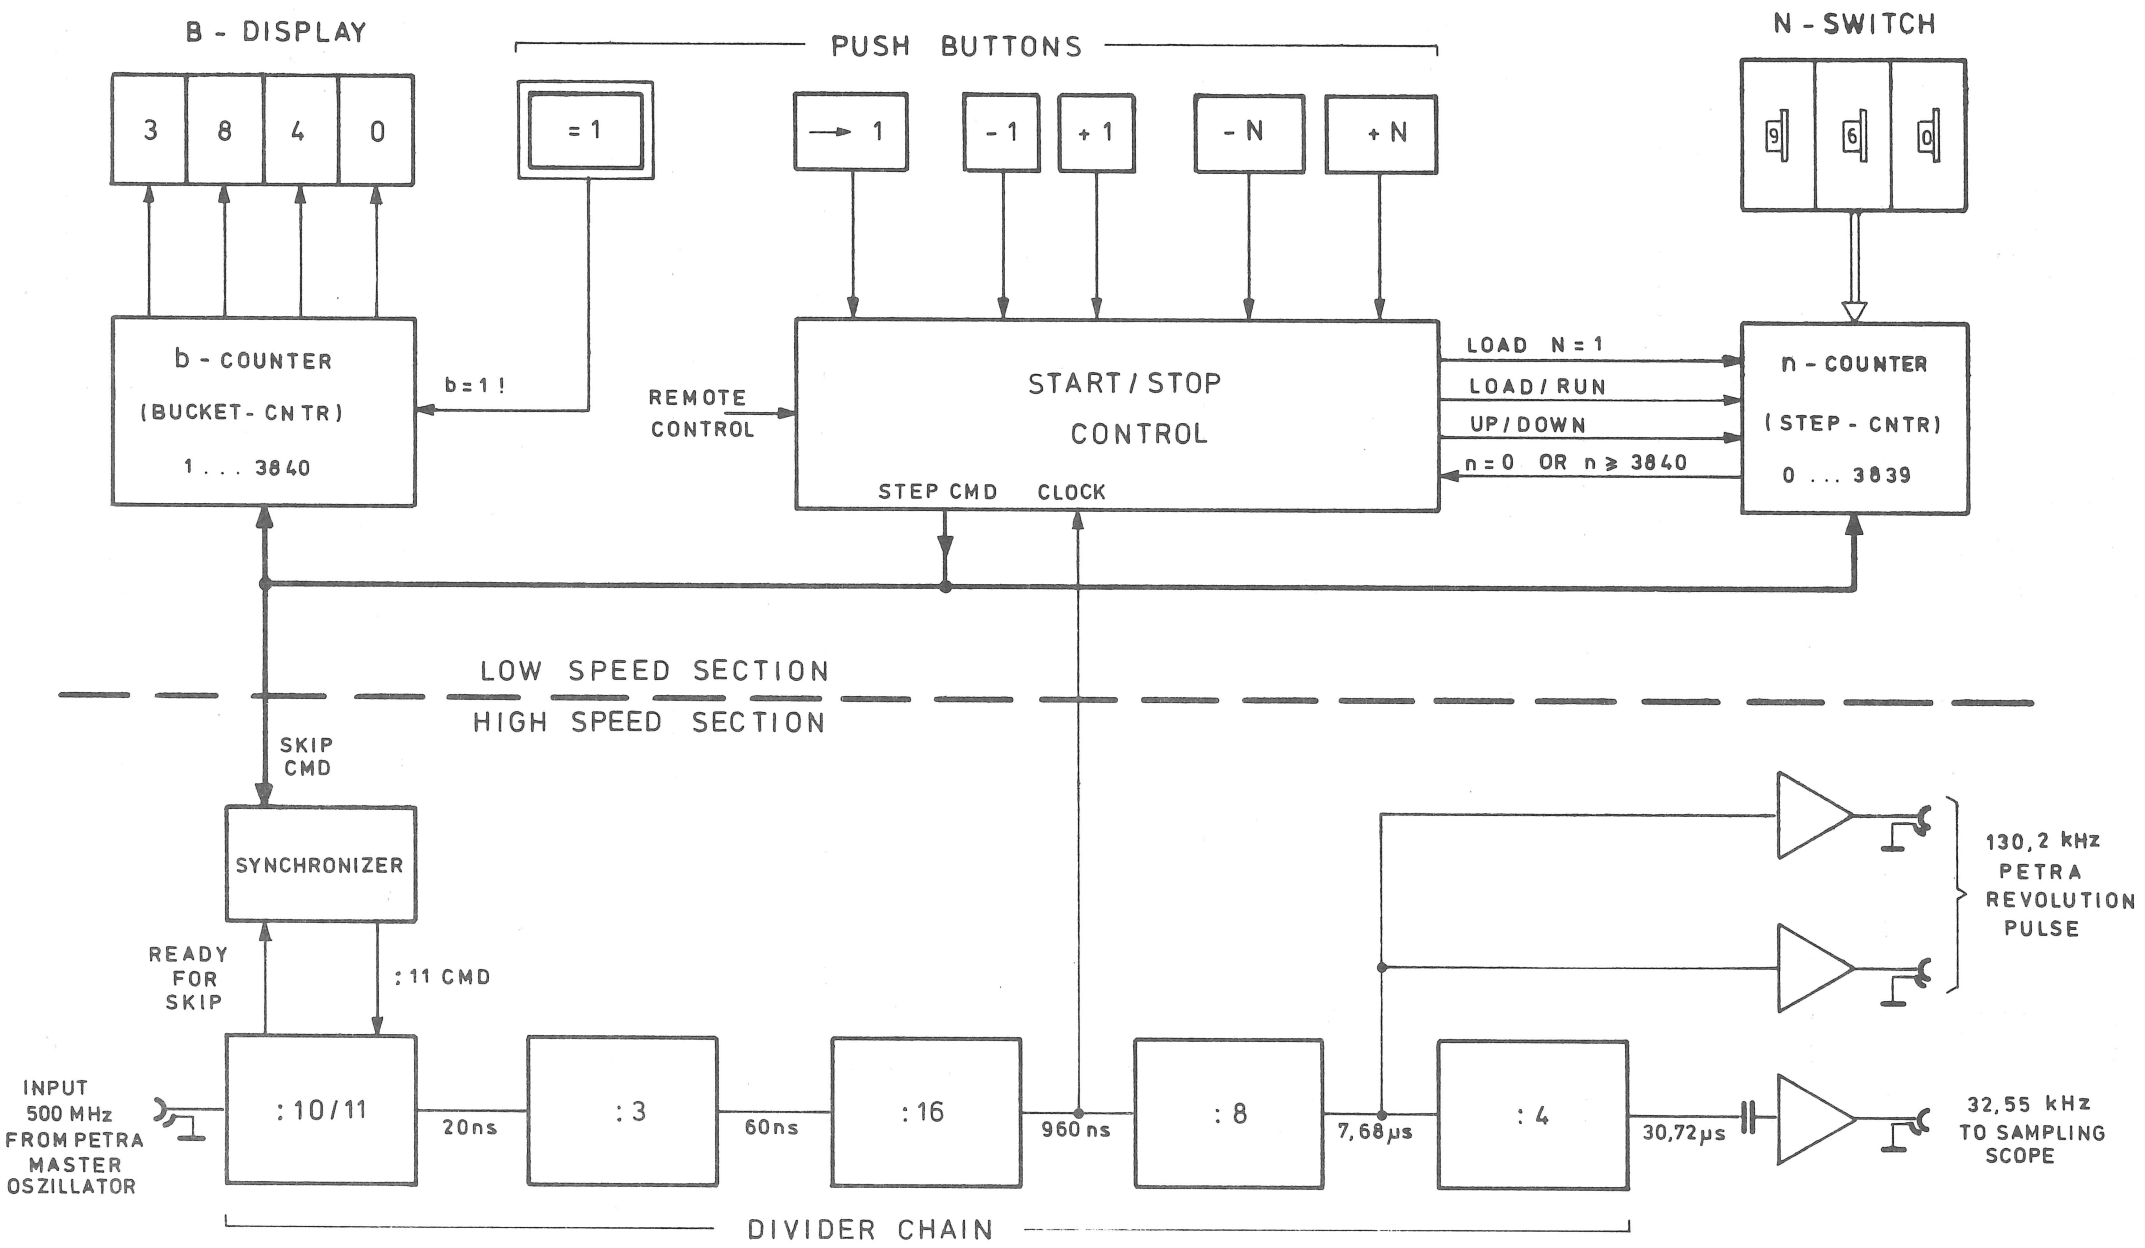 B - DISPLAY
PUSH BUTTONS
N - SWITCH
3 8 4 0
= 1
→ 1
- 1
+ 1
- N
+ N
9 6 0
b - COUNTER
(BUCKET - CNTR)
1 ... 3840
b = 1 !
REMOTE
CONTROL
START / STOP
CONTROL
STEP CMD
CLOCK
LOAD N = 1
LOAD / RUN
UP / DOWN
n = 0 OR n ⩾ 3840
n - COUNTER
(STEP - CNTR)
0 ... 3839
LOW SPEED SECTION
HIGH SPEED SECTION
SKIP
CMD
SYNCHRONIZER
READY
FOR
SKIP
: 11 CMD
130,2 kHz
PETRA
REVOLUTION
PULSE
INPUT
500 MHz
FROM PETRA
MASTER
OSZILLATOR
: 10 / 11
20ns
: 3
60ns
: 16
960 ns
: 8
7,68 µs
: 4
30,72 µs
32,55 kHz
TO SAMPLING
SCOPE
DIVIDER CHAIN